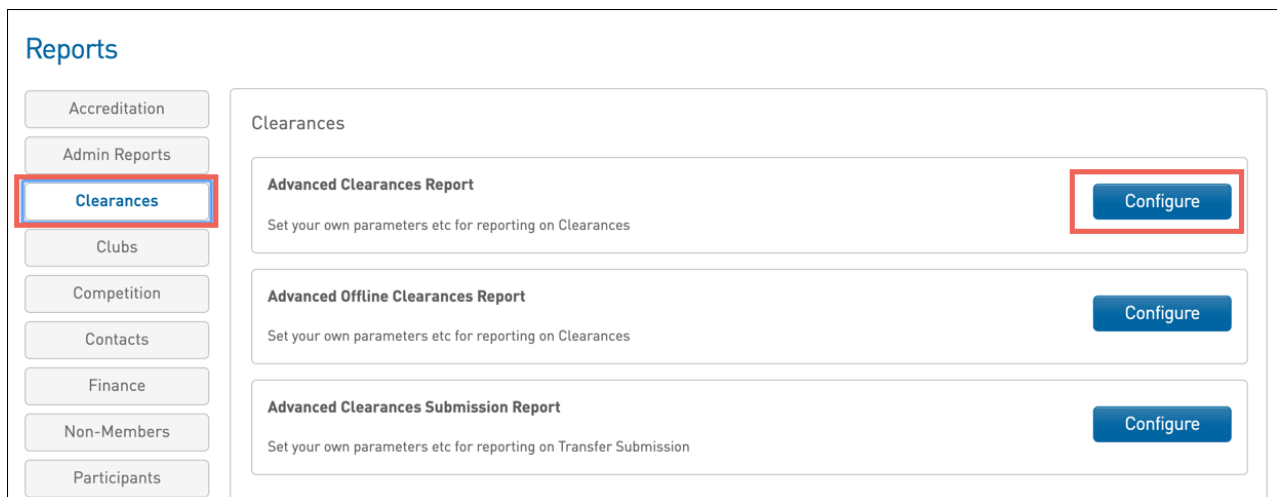 Reports
Accreditation
Admin Reports
Clearances
Clubs
Competition
Contacts
Finance
Non-Members
Participants
Clearances
Advanced Clearances Report
Set your own parameters etc for reporting on Clearances
Configure
Advanced Offline Clearances Report
Set your own parameters etc for reporting on Clearances
Configure
Advanced Clearances Submission Report
Set your own parameters etc for reporting on Transfer Submission
Configure